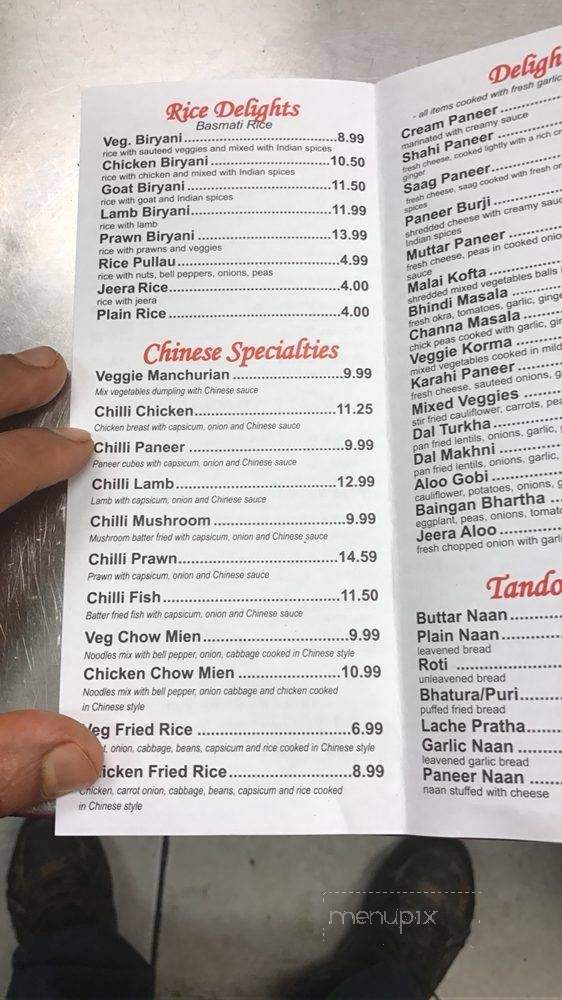 Rice Delights
Basmati Rice
Veg. Biryani..........8.99
rice with sauteed veggies and mixed with Indian spices
Chicken Biryani..........10.50
rice with chicken and mixed with Indian spices
Goat Biryani..........11.50
rice with goat and Indian spices
Lamb Biryani..........11.99
rice with lamb
Prawn Biryani..........13.99
rice with prawns and veggies
Rice Pullau..........4.99
rice with nuts, bell peppers, onions, peas
Jeera Rice..........4.00
rice with jeera
Plain Rice..........4.00
Chinese Specialties
Veggie Manchurian..........9.99
Mix vegetables dumpling with Chinese sauce
Chilli Chicken..........11.25
Chicken breast with capsicum, onion and Chinese sauce
Chilli Paneer..........9.99
Paneer cubes with capsicum, onion and Chinese sauce
Chilli Lamb..........12.99
Lamb with capsicum, onion and Chinese sauce
Chilli Mushroom..........9.99
Mushroom batter fried with capsicum, onion and Chinese sauce
Chilli Prawn..........14.59
Prawn with capsicum, onion and Chinese sauce
Chilli Fish..........11.50
Batter fried fish with capsicum, onion and Chinese sauce
Veg Chow Mien..........9.99
Noodles mix with bell pepper, onion, cabbage cooked in Chinese style
Chicken Chow Mien..........10.99
Noodles mix with bell pepper, onion cabbage and chicken cooked
in Chinese style
Veg Fried Rice..........6.99
onion, cabbage, beans, capsicum and rice cooked in Chinese style
icken Fried Rice..........8.99
Chicken, carrot onion, cabbage, beans, capsicum and rice cooked
in Chinese style
Deligh
- all items cooked with fresh garlic
Cream Paneer..........
marinated with creamy sauce
Shahi Paneer..........
fresh cheese, cooked lightly with a rich
ginger
Saag Paneer..........
fresh cheese, saag cooked with fresh
spices
Paneer Burji..........
shredded cheese with creamy
Indian spices
Muttar Paneer..........
fresh cheese, peas in cooked
sauce
Malai Kofta..........
shredded mixed vegetables balls
Bhindi Masala..........
fresh okra, tomatoes, garlic,
Channa Masala..........
chick peas cooked with garlic,
Veggie Korma..........
mixed vegetables cooked in mild
Karahi Paneer..........
fresh cheese, sauteed onions,
Mixed Veggies..........
stir fried cauliflower, carrots,
Dal Turkha..........
pan fried lentils, onions, garlic,
Dal Makhni..........
pan fried lentils, onions, garlic,
Aloo Gobi..........
cauliflower, potatoes, onions,
Baingan Bhartha...
eggplant, peas, onions,
Jeera Aloo..........
fresh chopped onion with
Tando
Buttar Naan..........
Plain Naan..........
leavened bread
Roti..........
unleavened bread
Bhatura/Puri......
puffed fried bread
Lache Pratha......
Garlic Naan......
leavened garlic bread
Paneer Naan......
naan stuffed with cheese
menupix